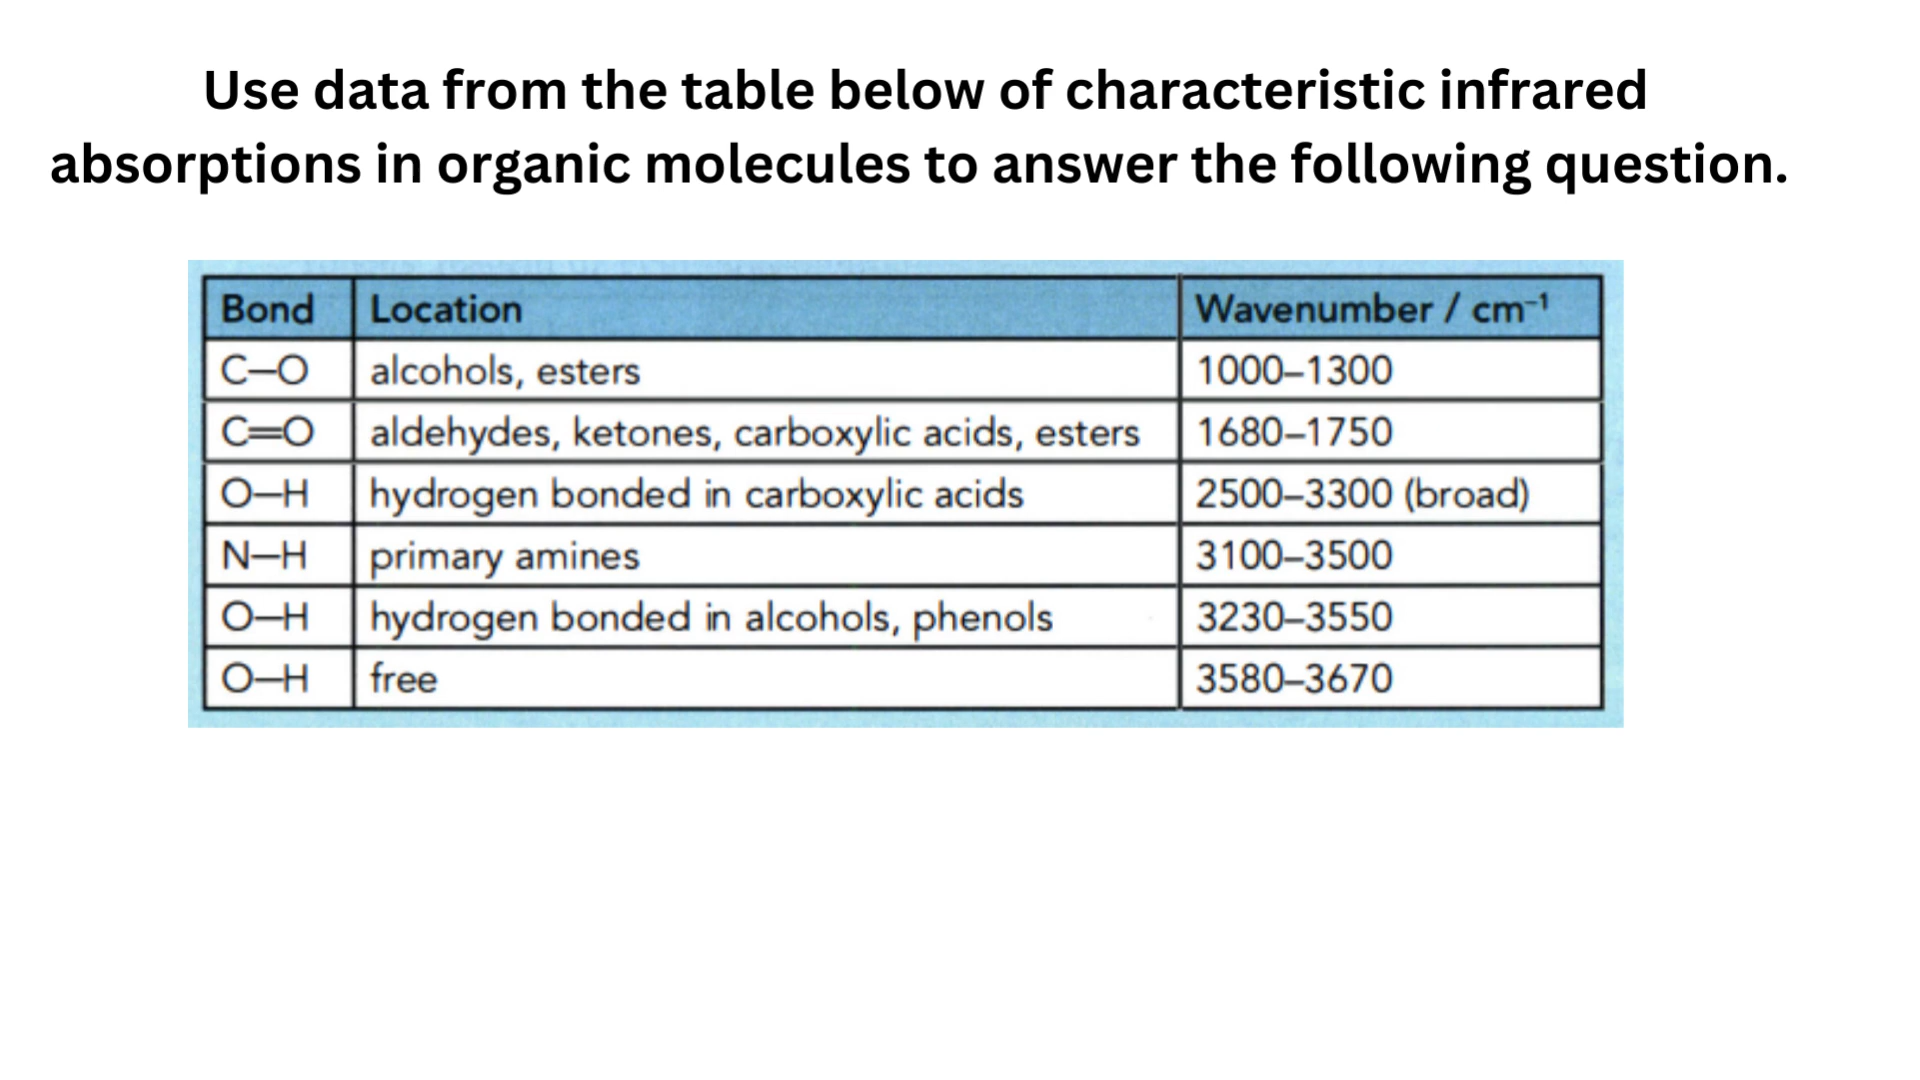 Use data from the table below of characteristic infrared
absorptions in organic molecules to answer the following question.
Bond Location Wavenumber / cm⁻¹
C—O alcohols, esters 1000–1300
C=O aldehydes, ketones, carboxylic acids, esters 1680–1750
O—H hydrogen bonded in carboxylic acids 2500–3300 (broad)
N—H primary amines 3100–3500
O—H hydrogen bonded in alcohols, phenols 3230–3550
O—H free 3580–3670